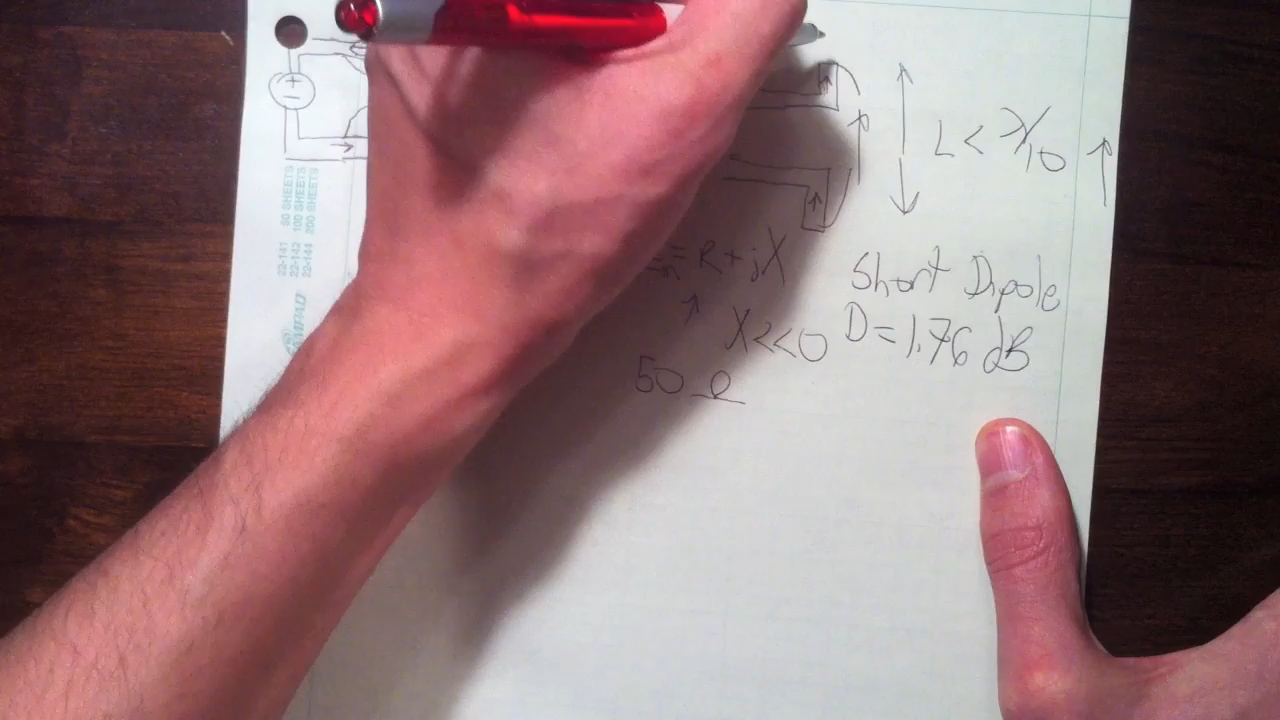 +
−
L < λ/10
22-141 50 SHEETS
22-142 100 SHEETS
22-144 200 SHEETS
= R + jX
Short Dipole
X<<0
D = 1.76 dB
50 Ω